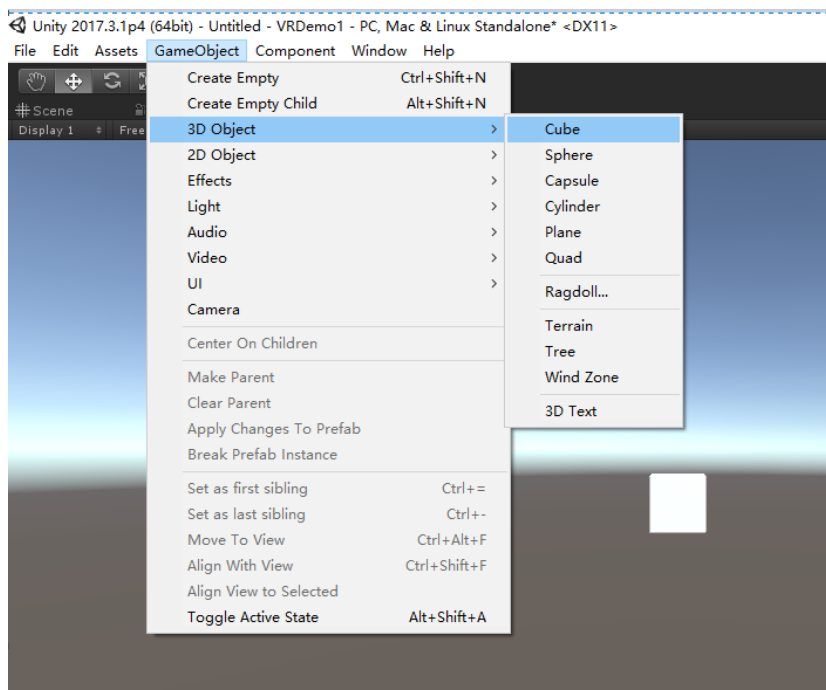 Unity 2017.3.1p4 (64bit) - Untitled - VRDemo1 - PC, Mac & Linux Standalone* <DX11>
File Edit Assets GameObject Component Window Help
Scene
Display 1 Free
Create Empty Ctrl+Shift+N
Create Empty Child Alt+Shift+N
3D Object
2D Object
Effects
Light
Audio
Video
UI
Camera
Center On Children
Make Parent
Clear Parent
Apply Changes To Prefab
Break Prefab Instance
Set as first sibling Ctrl+=
Set as last sibling Ctrl+-
Move To View Ctrl+Alt+F
Align With View Ctrl+Shift+F
Align View to Selected
Toggle Active State Alt+Shift+A
Cube
Sphere
Capsule
Cylinder
Plane
Quad
Ragdoll...
Terrain
Tree
Wind Zone
3D Text